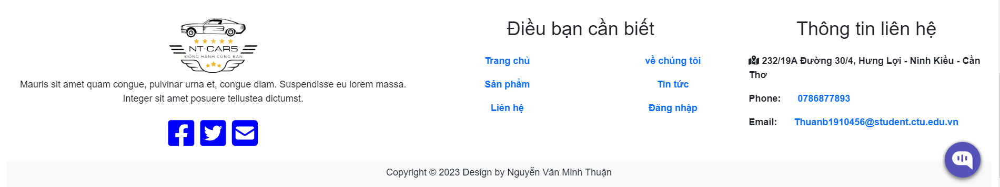 NT-CARS
ĐỒNG HÀNH CÙNG BẠN
Mauris sit amet quam congue, pulvinar urna et, congue diam. Suspendisse eu lorem massa.
Integer sit amet posuere tellustea dictumst.
Điều bạn cần biết
Trang chủ
về chúng tôi
Sản phẩm
Tin tức
Liên hệ
Đăng nhập
Thông tin liên hệ
232/19A Đường 30/4, Hưng Lợi - Ninh Kiều - Cần
Thơ
Phone: 0786877893
Email: Thuanb1910456@student.ctu.edu.vn
Copyright © 2023 Design by Nguyễn Văn Minh Thuận